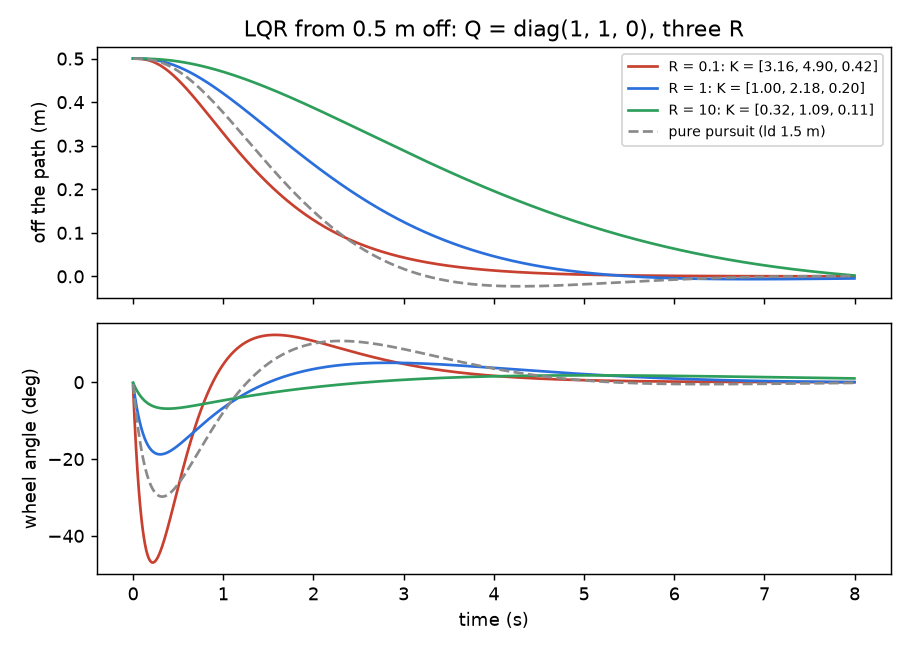 LQR from 0.5 m off: Q = diag(1, 1, 0), three R
off the path (m)
0.5
0.4
0.3
0.2
0.1
0.0
R = 0.1: K = [3.16, 4.90, 0.42]
R = 1: K = [1.00, 2.18, 0.20]
R = 10: K = [0.32, 1.09, 0.11]
pure pursuit (ld 1.5 m)
wheel angle (deg)
0
−20
−40
0 1 2 3 4 5 6 7 8
time (s)